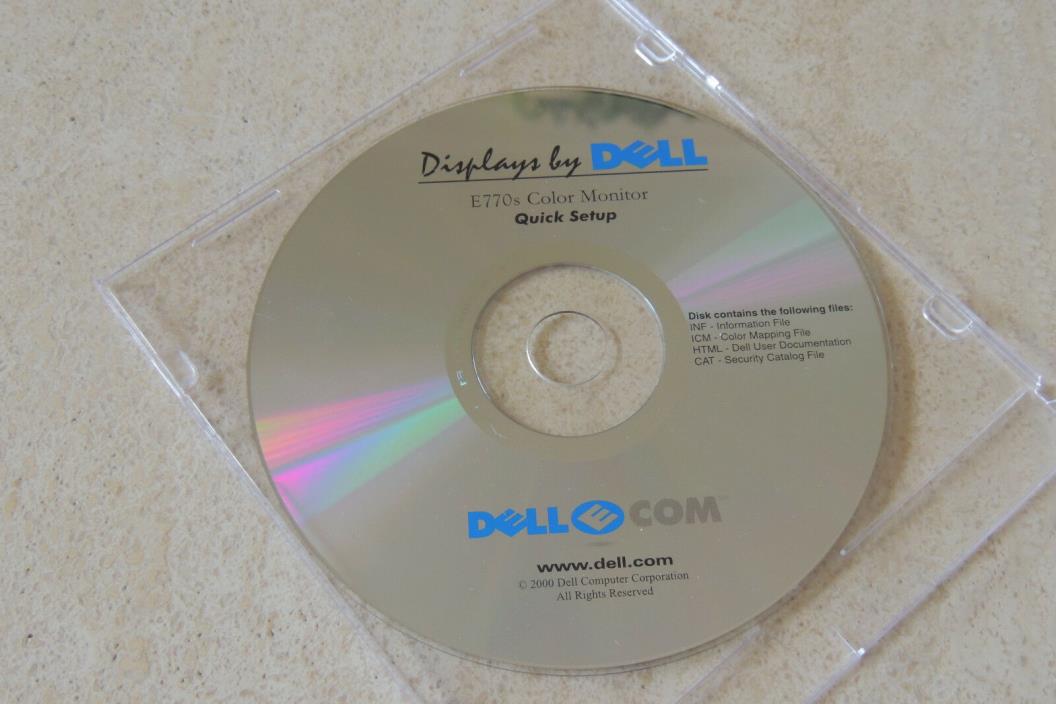 Displays by DELL
E770s Color Monitor
Quick Setup
Disk contains the following files:
INF - Information File
ICM - Color Mapping File
HTML - Dell User Documentation
CAT - Security Catalog File
DELL E COM™
www.dell.com
© 2000 Dell Computer Corporation
All Rights Reserved